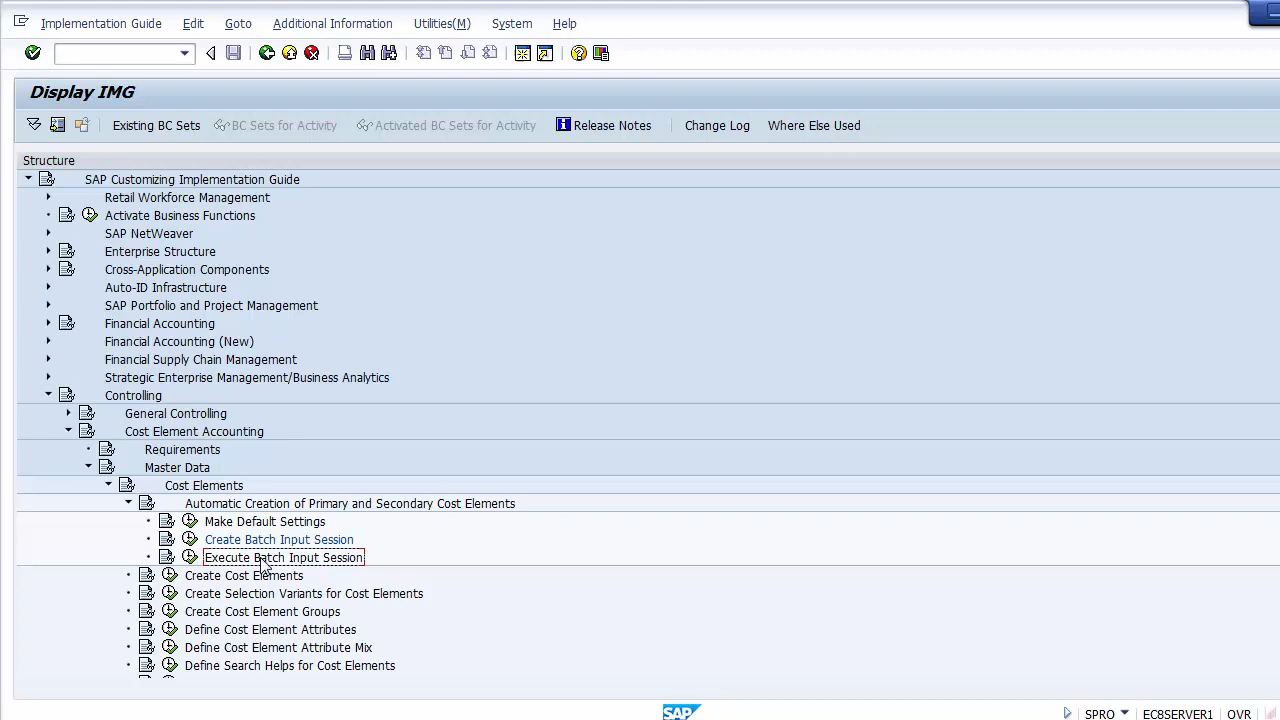 Implementation Guide Edit Goto Additional Information Utilities(M) System Help
Display IMG
Existing BC Sets BC Sets for Activity Activated BC Sets for Activity Release Notes Change Log Where Else Used
Structure
SAP Customizing Implementation Guide
Retail Workforce Management
Activate Business Functions
SAP NetWeaver
Enterprise Structure
Cross-Application Components
Auto-ID Infrastructure
SAP Portfolio and Project Management
Financial Accounting
Financial Accounting (New)
Financial Supply Chain Management
Strategic Enterprise Management/Business Analytics
Controlling
General Controlling
Cost Element Accounting
Requirements
Master Data
Cost Elements
Automatic Creation of Primary and Secondary Cost Elements
Make Default Settings
Create Batch Input Session
Execute Batch Input Session
Create Cost Elements
Create Selection Variants for Cost Elements
Create Cost Element Groups
Define Cost Element Attributes
Define Cost Element Attribute Mix
Define Search Helps for Cost Elements
SAP SPRO EC8SERVER1 OVR